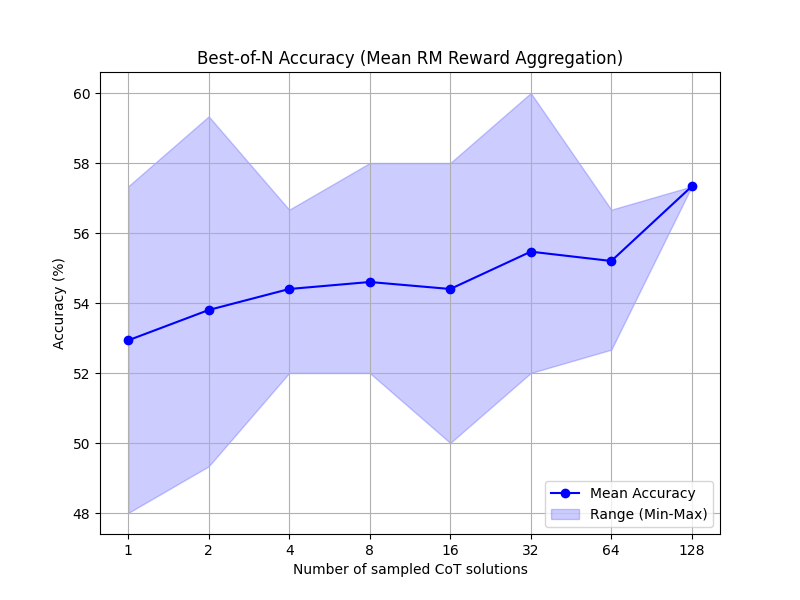 Best-of-N Accuracy (Mean RM Reward Aggregation)
Accuracy (%)
60
58
56
54
52
50
48
Mean Accuracy
Range (Min-Max)
1 2 4 8 16 32 64 128
Number of sampled CoT solutions